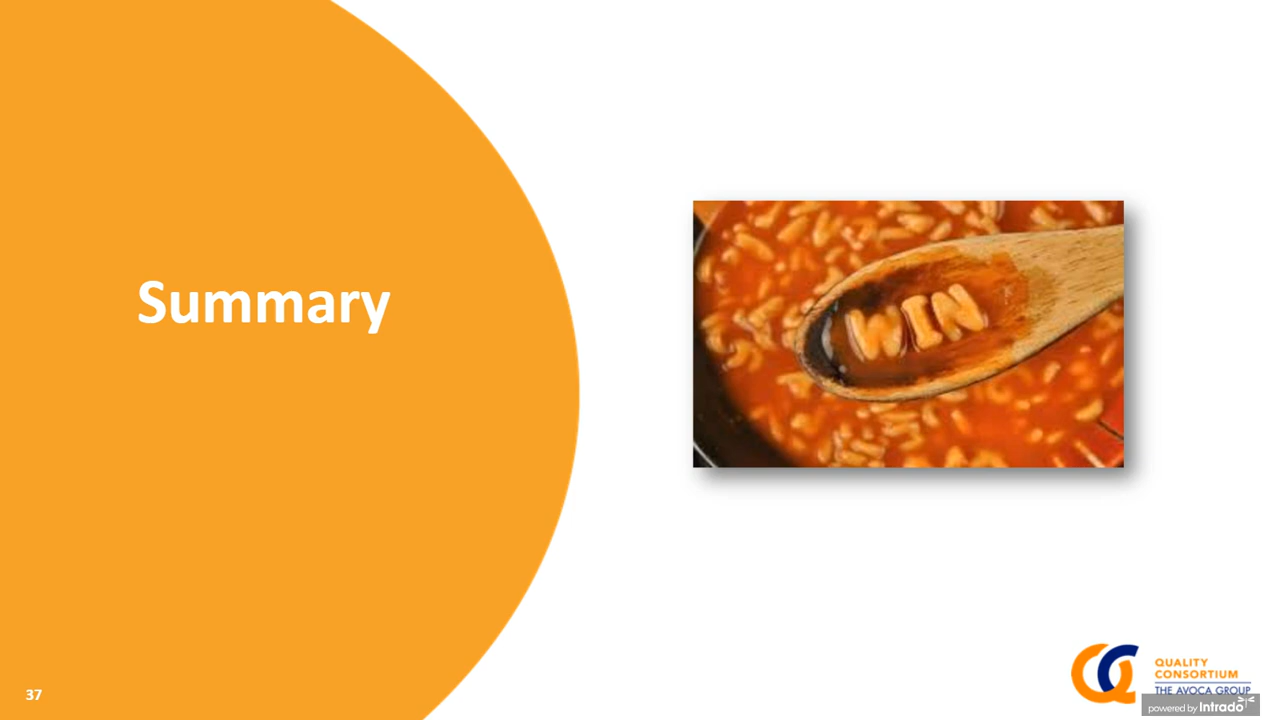 Summary
WIN
37
QUALITY
CONSORTIUM
THE AVOCA GROUP
powered by Intrado